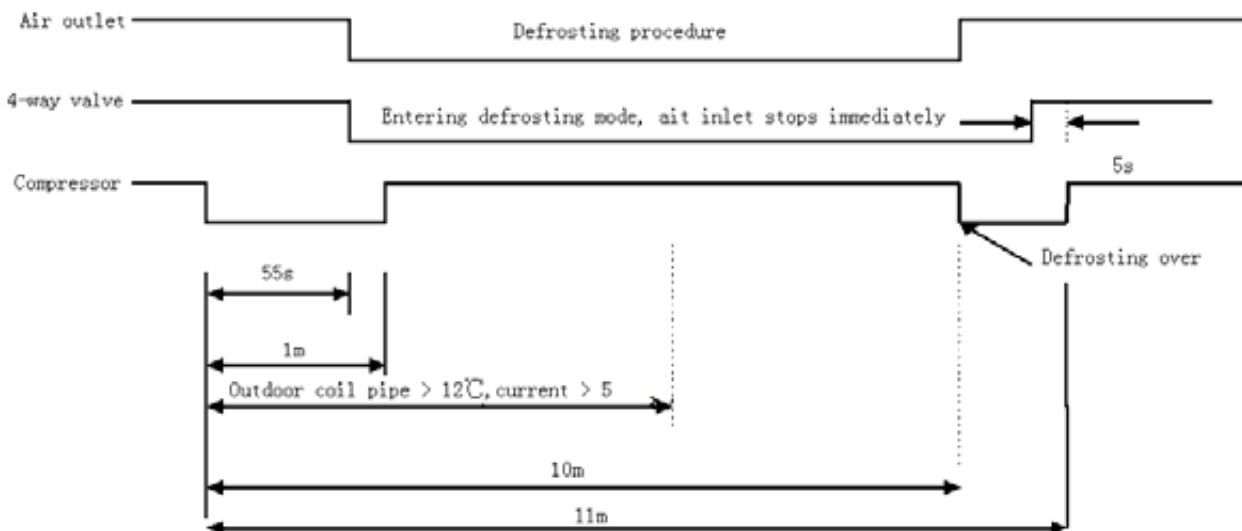 Air outlet
Defrosting procedure
4-way valve
Entering defrosting mode, ait inlet stops immediately
Compressor
5s
Defrosting over
55s
1m
Outdoor coil pipe > 12℃,current > 5
10m
11m